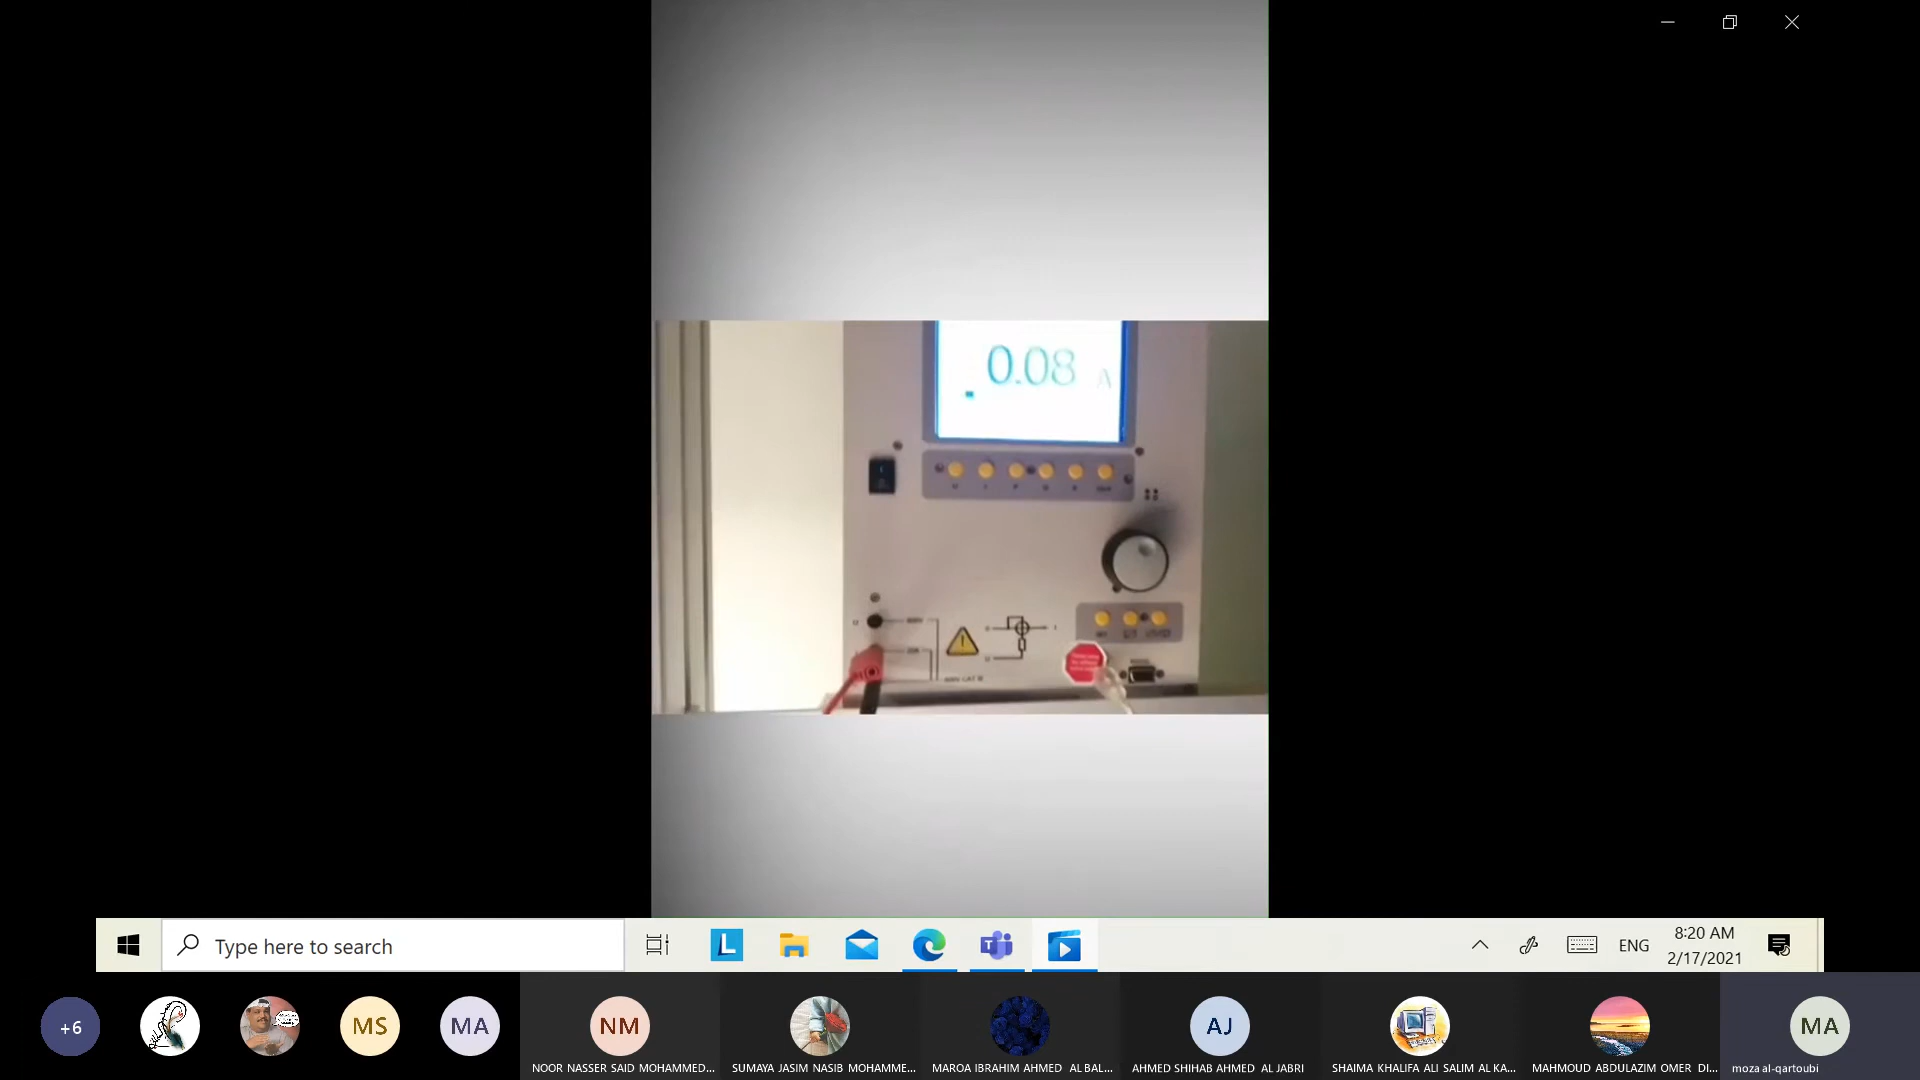 0.08 A
Type here to search
L
T
ENG
8:20 AM
2/17/2021
+6
MS
MA
NM
AJ
MA
NOOR NASSER SAID MOHAMMED...
SUMAYA JASIM NASIB MOHAMME...
MAROA IBRAHIM AHMED AL BAL...
AHMED SHIHAB AHMED AL JABRI
SHAIMA KHALIFA ALI SALIM AL KA...
MAHMOUD ABDULAZIM OMER DI...
moza al-qartoubi